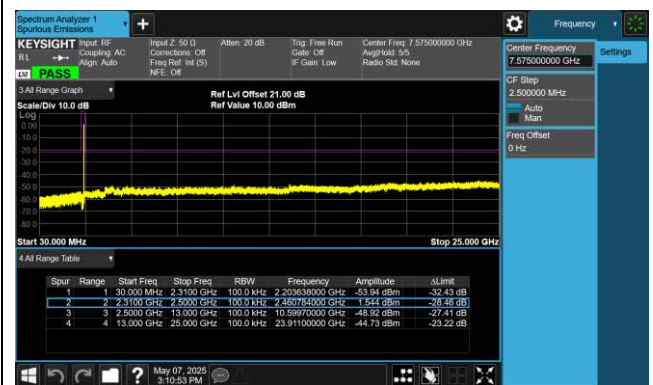 Spectrum Analyzer 1
Spurious Emissions
Frequency
KEYSIGHT Input: RF Input Z: 50 Ω Atten: 20 dB Trig: Free Run Center Freq: 7.575000000 GHz
RL Coupling: AC Corrections: Off Gate: Off Avg|Hold: 5/5
Align: Auto Freq Ref: Int (S) IF Gain: Low Radio Std: None
LXI PASS NFE: Off
Center Frequency
7.575000000 GHz
Settings
CF Step
2.500000 MHz
Auto
Man
Freq Offset
0 Hz
3 All Range Graph
Ref Lvl Offset 21.00 dB
Scale/Div 10.0 dB Ref Value 10.00 dBm
Log
0.00
-10.0
-20.0
-30.0
-40.0
-50.0
-60.0
-70.0
-80.0
Start 30.000 MHz Stop 25.000 GHz
4 All Range Table
Spur Range Start Freq Stop Freq RBW Frequency Amplitude ΔLimit
1 1 30.000 MHz 2.3100 GHz 100.0 kHz 2.203638000 GHz -53.94 dBm -32.43 dB
2 2 2.3100 GHz 2.5000 GHz 100.0 kHz 2.460784000 GHz 1.544 dBm -28.46 dB
3 3 2.5000 GHz 13.000 GHz 100.0 kHz 10.59970000 GHz -48.92 dBm -27.41 dB
4 4 13.000 GHz 25.000 GHz 100.0 kHz 23.91100000 GHz -44.73 dBm -23.22 dB
May 07, 2025
3:10:53 PM